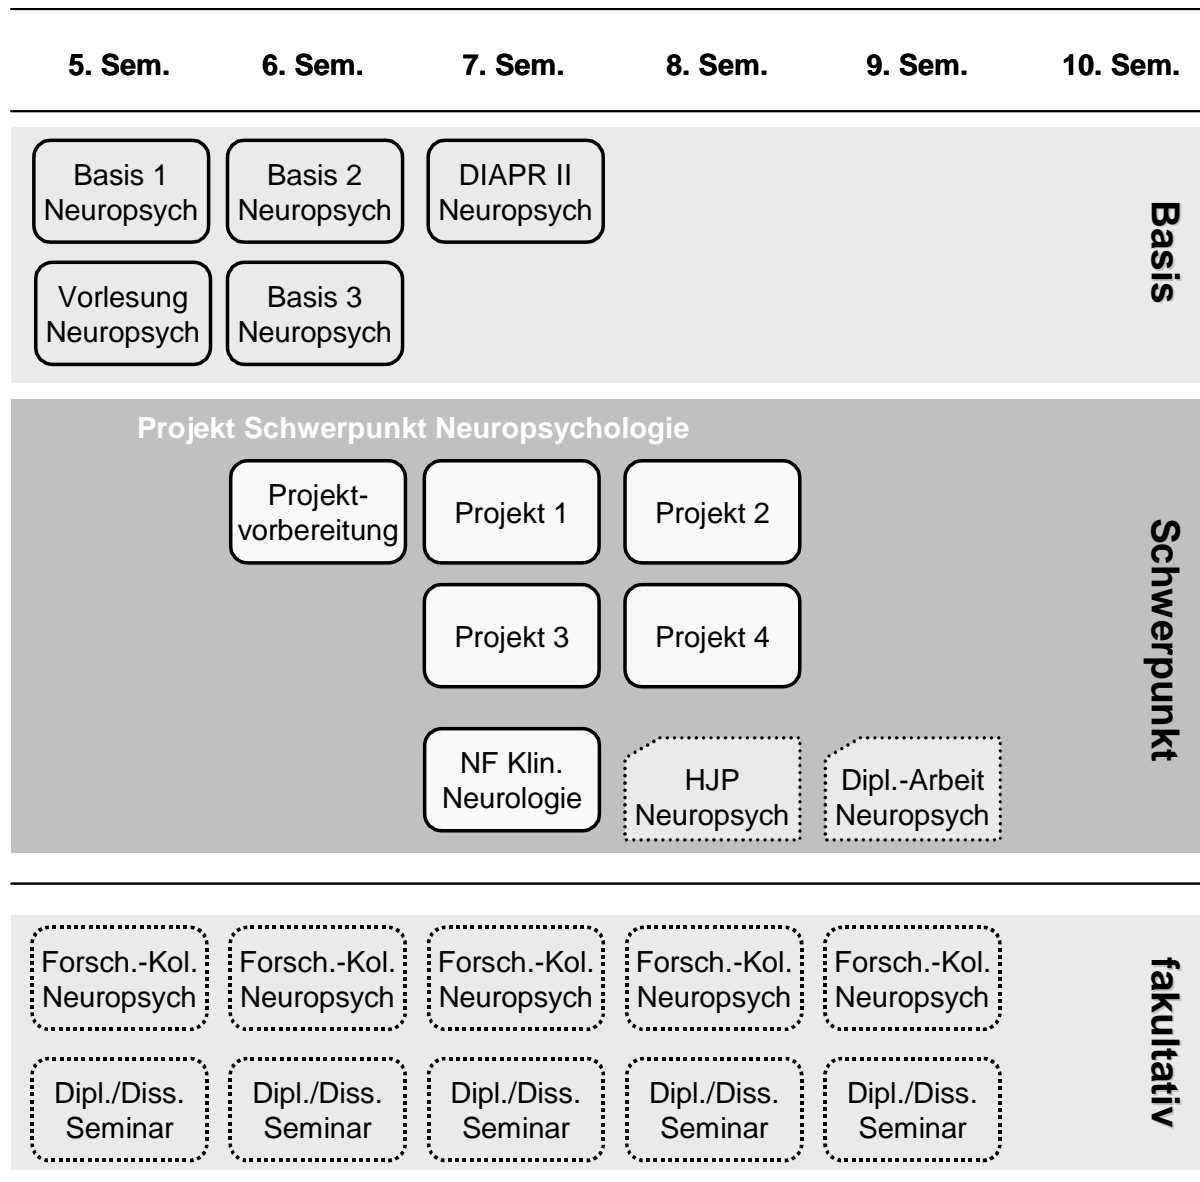 5. Sem. 6. Sem. 7. Sem. 8. Sem. 9. Sem. 10. Sem.
Basis 1 Basis 2 DIAPR II
Neuropsych Neuropsych Neuropsych
Vorlesung Basis 3
Neuropsych Neuropsych
Basis
Projekt Schwerpunkt Neuropsychologie
Projekt- Projekt 1 Projekt 2
vorbereitung
Projekt 3 Projekt 4
NF Klin. HJP Dipl.-Arbeit
Neurologie Neuropsych Neuropsych
Schwerpunkt
Forsch.-Kol. Forsch.-Kol. Forsch.-Kol. Forsch.-Kol. Forsch.-Kol.
Neuropsych Neuropsych Neuropsych Neuropsych Neuropsych
Dipl./Diss. Dipl./Diss. Dipl./Diss. Dipl./Diss. Dipl./Diss.
Seminar Seminar Seminar Seminar Seminar
fakultativ